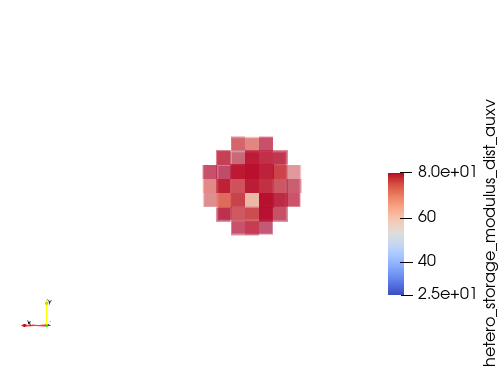 8.0e+01
60
40
2.5e+01
hetero_storage_modulus_dist_auxv
Y
X